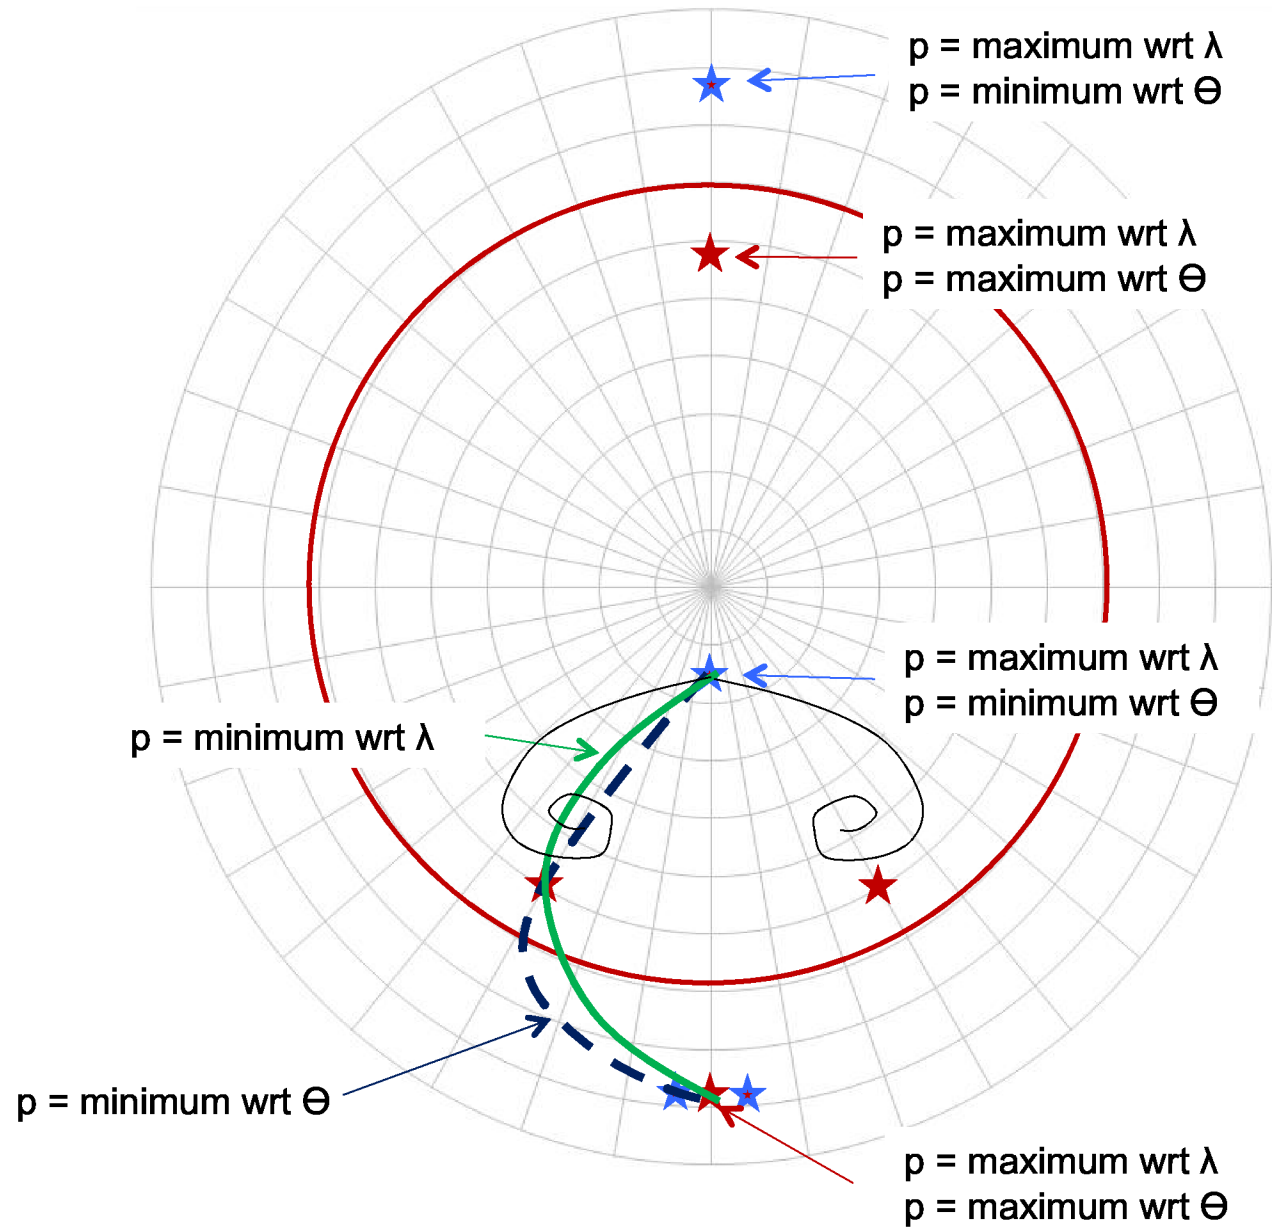 p = maximum wrt λ
p = minimum wrt Θ
p = maximum wrt λ
p = maximum wrt Θ
p = maximum wrt λ
p = minimum wrt Θ
p = minimum wrt λ
p = minimum wrt Θ
p = maximum wrt λ
p = maximum wrt Θ